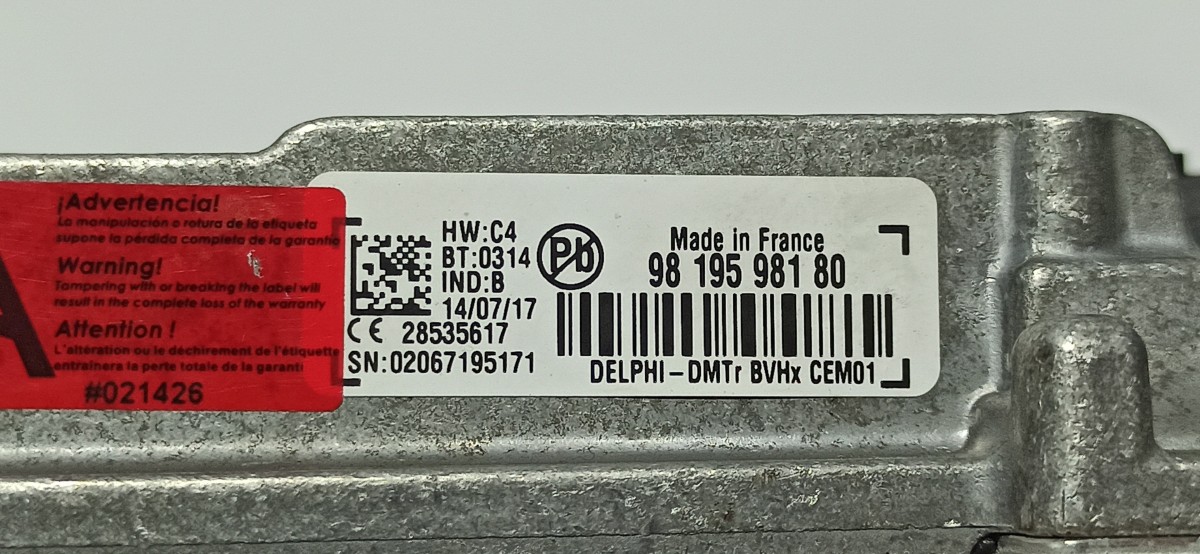 ¡Advertencia!
La manipulación o rotura de la etiqueta
supone la pérdida completa de la garantía
Warning!
Tampering with or breaking the label will
result in the complete loss of the warranty
Attention !
L'altération ou le déchirement de l'étiquette
entraînera la perte totale de la garanti
#021426
HW:C4
BT:0314
IND:B
14/07/17
CE 28535617
SN:02067195171
Pb
Made in France
98 195 981 80
DELPHI-DMTr BVHx CEM01